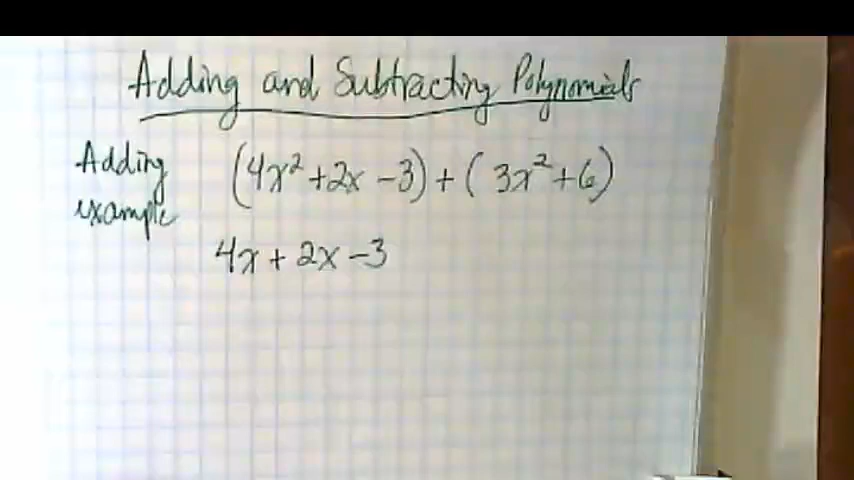 Adding and Subtracting Polynomials
Adding (4x² + 2x - 3) + (3x² + 6)
example
4x + 2x - 3